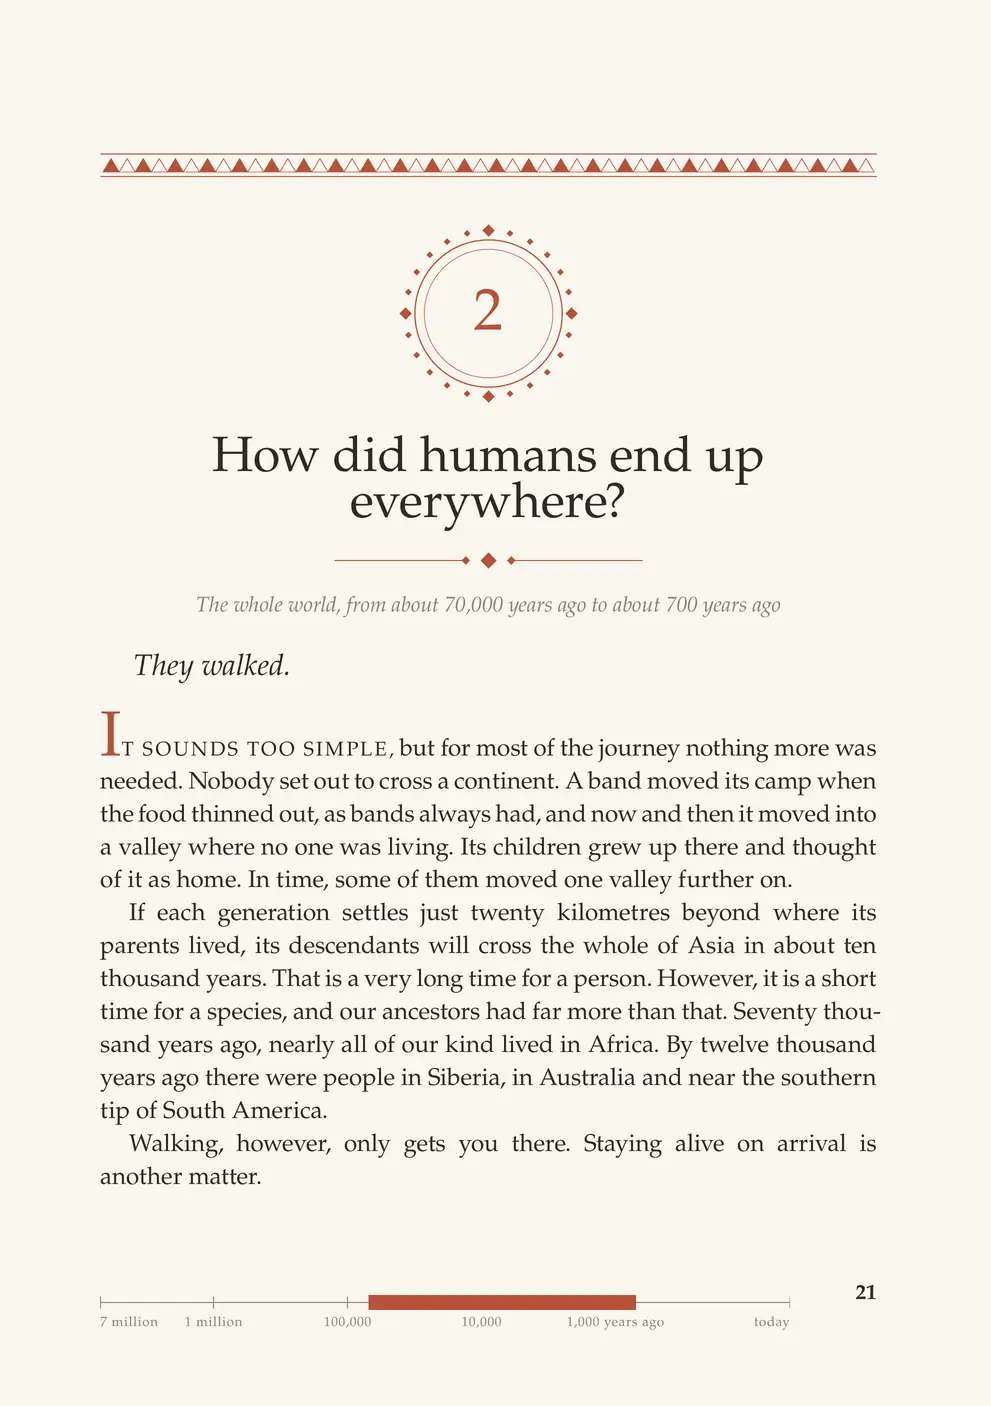 2
How did humans end up
everywhere?
The whole world, from about 70,000 years ago to about 700 years ago
They walked.
IT SOUNDS TOO SIMPLE, but for most of the journey nothing more was
needed. Nobody set out to cross a continent. A band moved its camp when
the food thinned out, as bands always had, and now and then it moved into
a valley where no one was living. Its children grew up there and thought
of it as home. In time, some of them moved one valley further on.
If each generation settles just twenty kilometres beyond where its
parents lived, its descendants will cross the whole of Asia in about ten
thousand years. That is a very long time for a person. However, it is a short
time for a species, and our ancestors had far more than that. Seventy thou-
sand years ago, nearly all of our kind lived in Africa. By twelve thousand
years ago there were people in Siberia, in Australia and near the southern
tip of South America.
Walking, however, only gets you there. Staying alive on arrival is
another matter.
21
7 million 1 million 100,000 10,000 1,000 years ago today